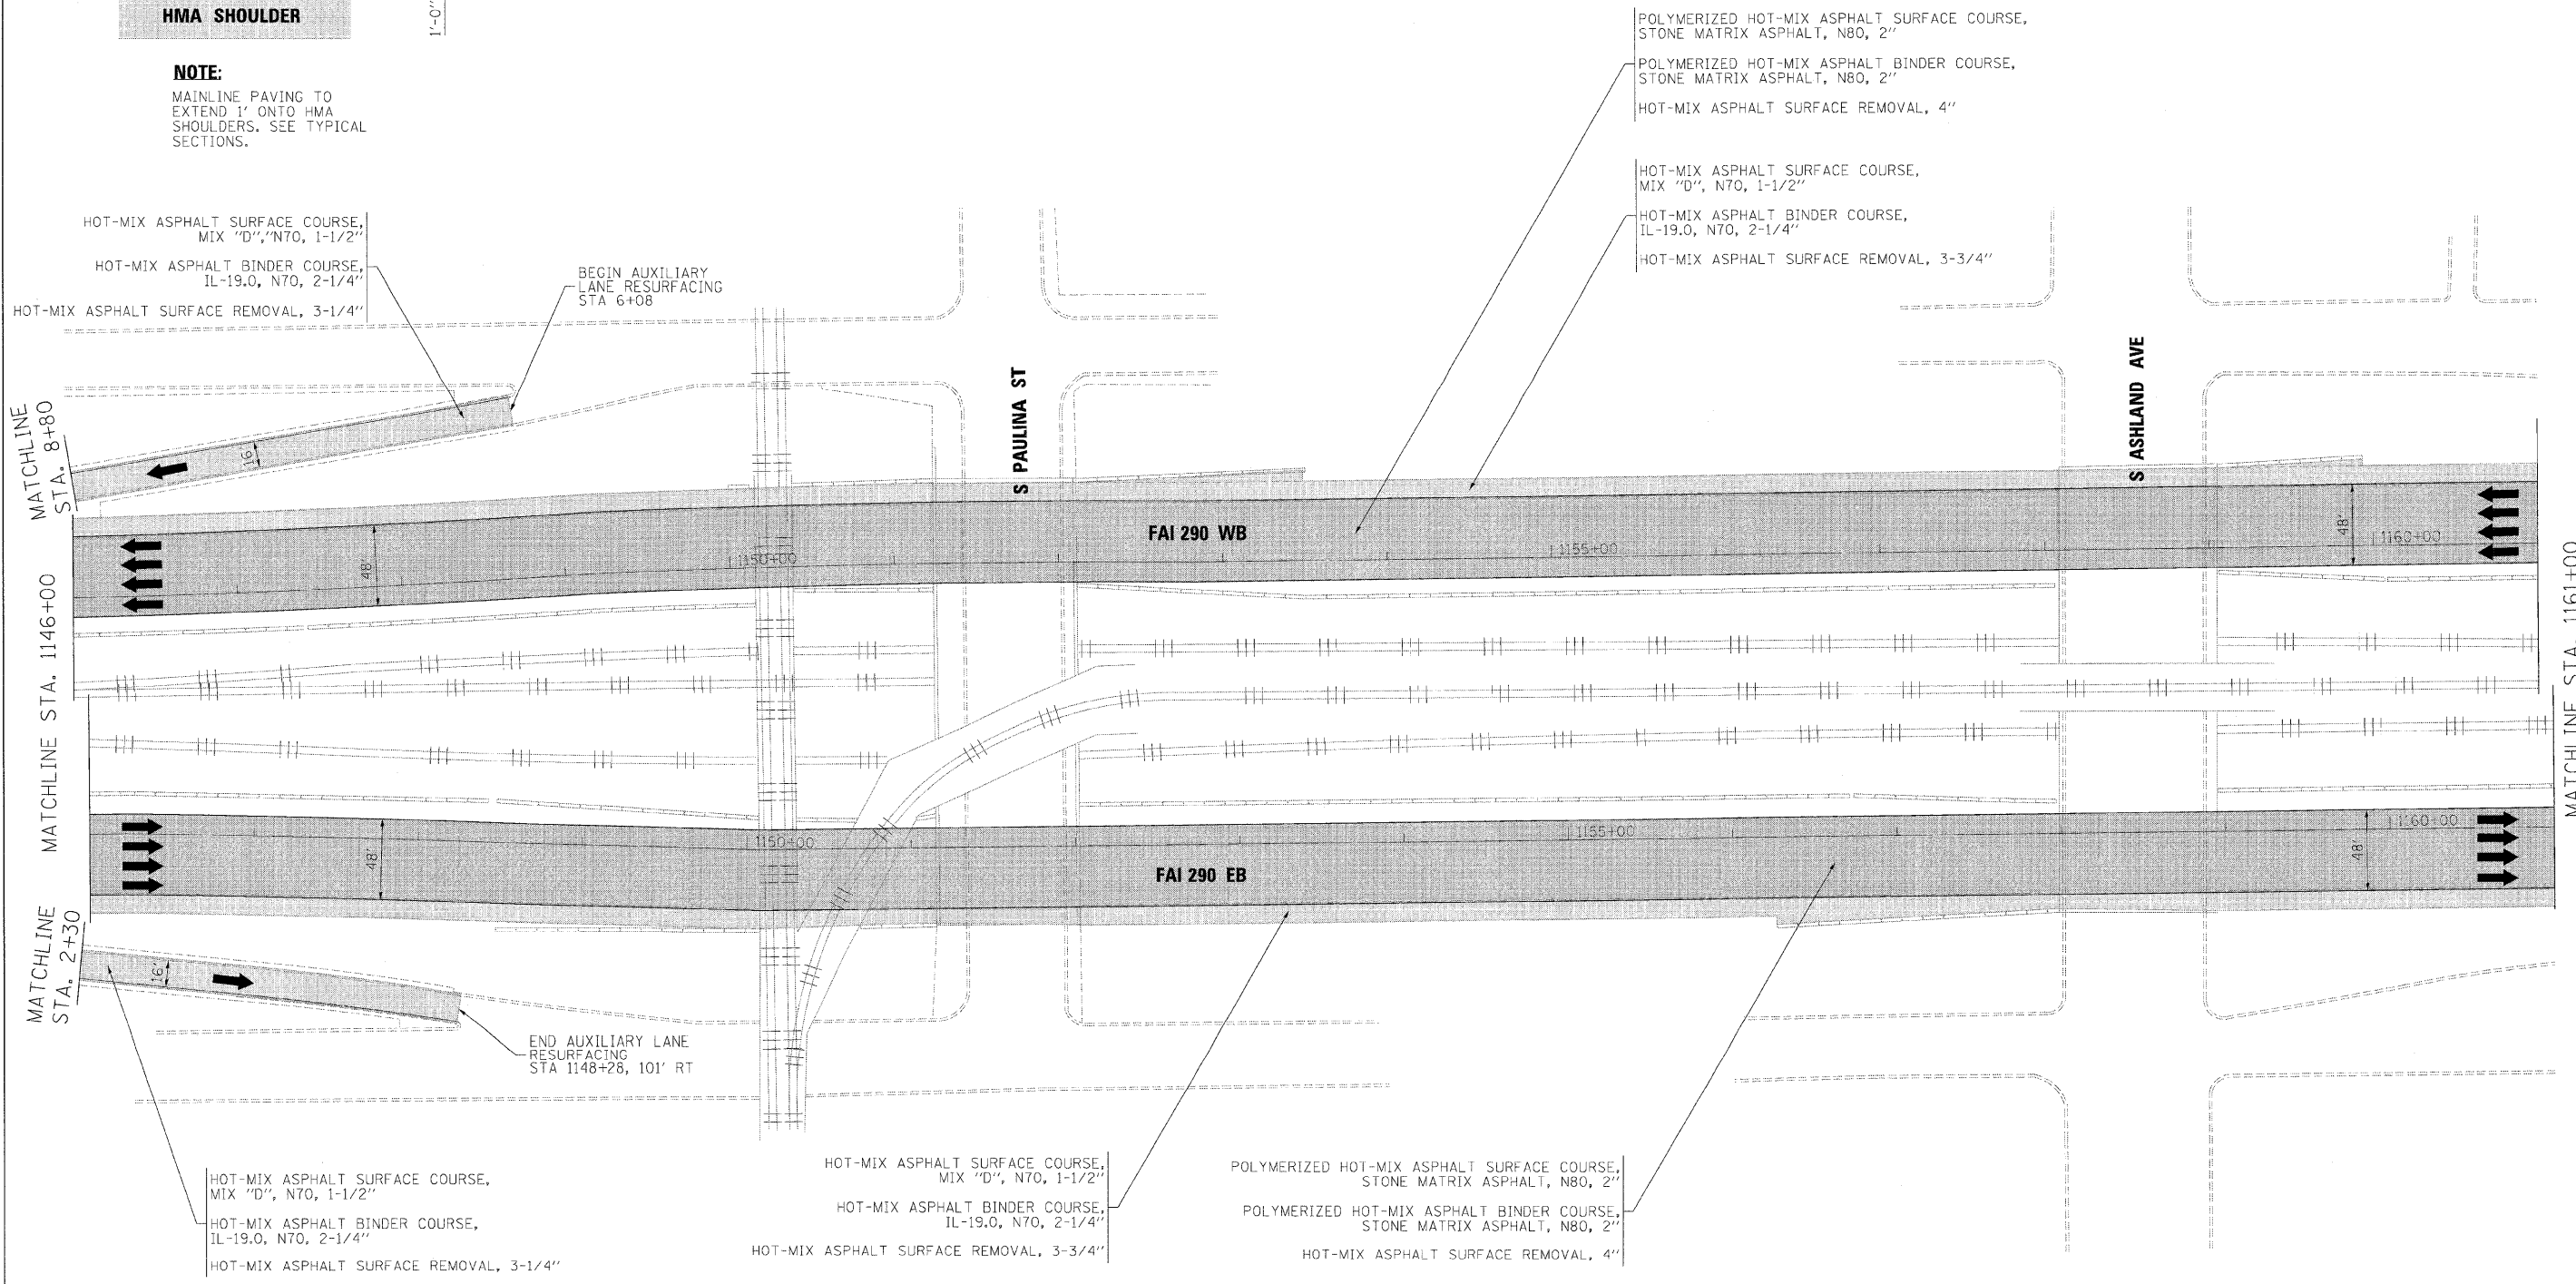 HMA SHOULDER
1'-0"
NOTE:
MAINLINE PAVING TO
EXTEND 1' ONTO HMA
SHOULDERS. SEE TYPICAL
SECTIONS.
POLYMERIZED HOT-MIX ASPHALT SURFACE COURSE,
STONE MATRIX ASPHALT, N80, 2"
POLYMERIZED HOT-MIX ASPHALT BINDER COURSE,
STONE MATRIX ASPHALT, N80, 2"
HOT-MIX ASPHALT SURFACE REMOVAL, 4"
HOT-MIX ASPHALT SURFACE COURSE,
MIX "D", N70, 1-1/2"
HOT-MIX ASPHALT BINDER COURSE,
IL-19.0, N70, 2-1/4"
HOT-MIX ASPHALT SURFACE REMOVAL, 3-3/4"
HOT-MIX ASPHALT SURFACE COURSE,
MIX "D","N70, 1-1/2"
HOT-MIX ASPHALT BINDER COURSE,
IL-19.0, N70, 2-1/4"
HOT-MIX ASPHALT SURFACE REMOVAL, 3-1/4"
BEGIN AUXILIARY
LANE RESURFACING
STA 6+08
S PAULINA ST
S ASHLAND AVE
MATCHLINE
STA. 8+80
16'
48'
FAI 290 WB
1150+00
1155+00
1160+00
48'
MATCHLINE STA. 1146+00
MATCHLINE STA. 1161+00
48'
1150+00
1155+00
1160+00
48'
FAI 290 EB
MATCHLINE
STA. 2+30
16'
END AUXILIARY LANE
RESURFACING
STA 1148+28, 101' RT
HOT-MIX ASPHALT SURFACE COURSE,
MIX "D", N70, 1-1/2"
HOT-MIX ASPHALT BINDER COURSE,
IL-19.0, N70, 2-1/4"
HOT-MIX ASPHALT SURFACE REMOVAL, 3-1/4"
HOT-MIX ASPHALT SURFACE COURSE,
MIX "D", N70, 1-1/2"
HOT-MIX ASPHALT BINDER COURSE,
IL-19.0, N70, 2-1/4"
HOT-MIX ASPHALT SURFACE REMOVAL, 3-3/4"
POLYMERIZED HOT-MIX ASPHALT SURFACE COURSE,
STONE MATRIX ASPHALT, N80, 2"
POLYMERIZED HOT-MIX ASPHALT BINDER COURSE,
STONE MATRIX ASPHALT, N80, 2"
HOT-MIX ASPHALT SURFACE REMOVAL, 4"